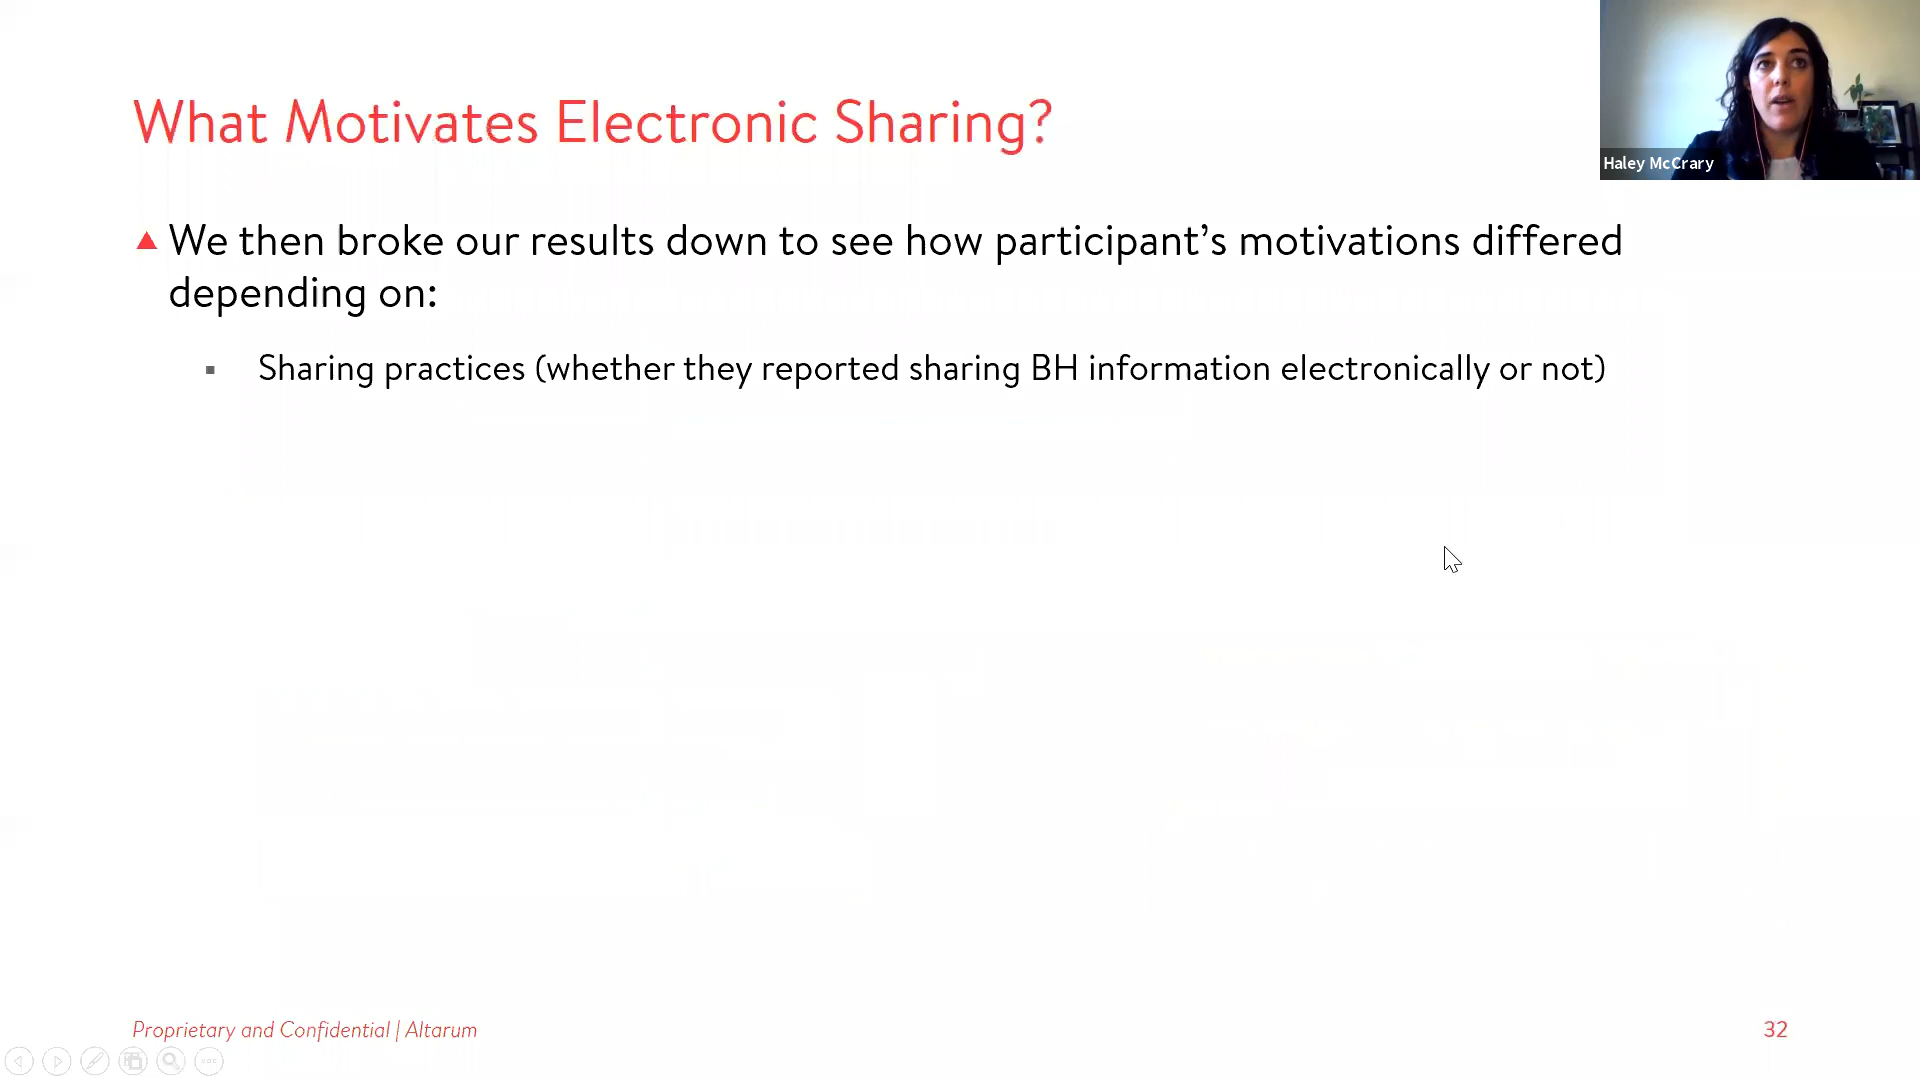 What Motivates Electronic Sharing?
Haley McCrary
▲ We then broke our results down to see how participant’s motivations differed
depending on:
▪ Sharing practices (whether they reported sharing BH information electronically or not)
Proprietary and Confidential | Altarum
32